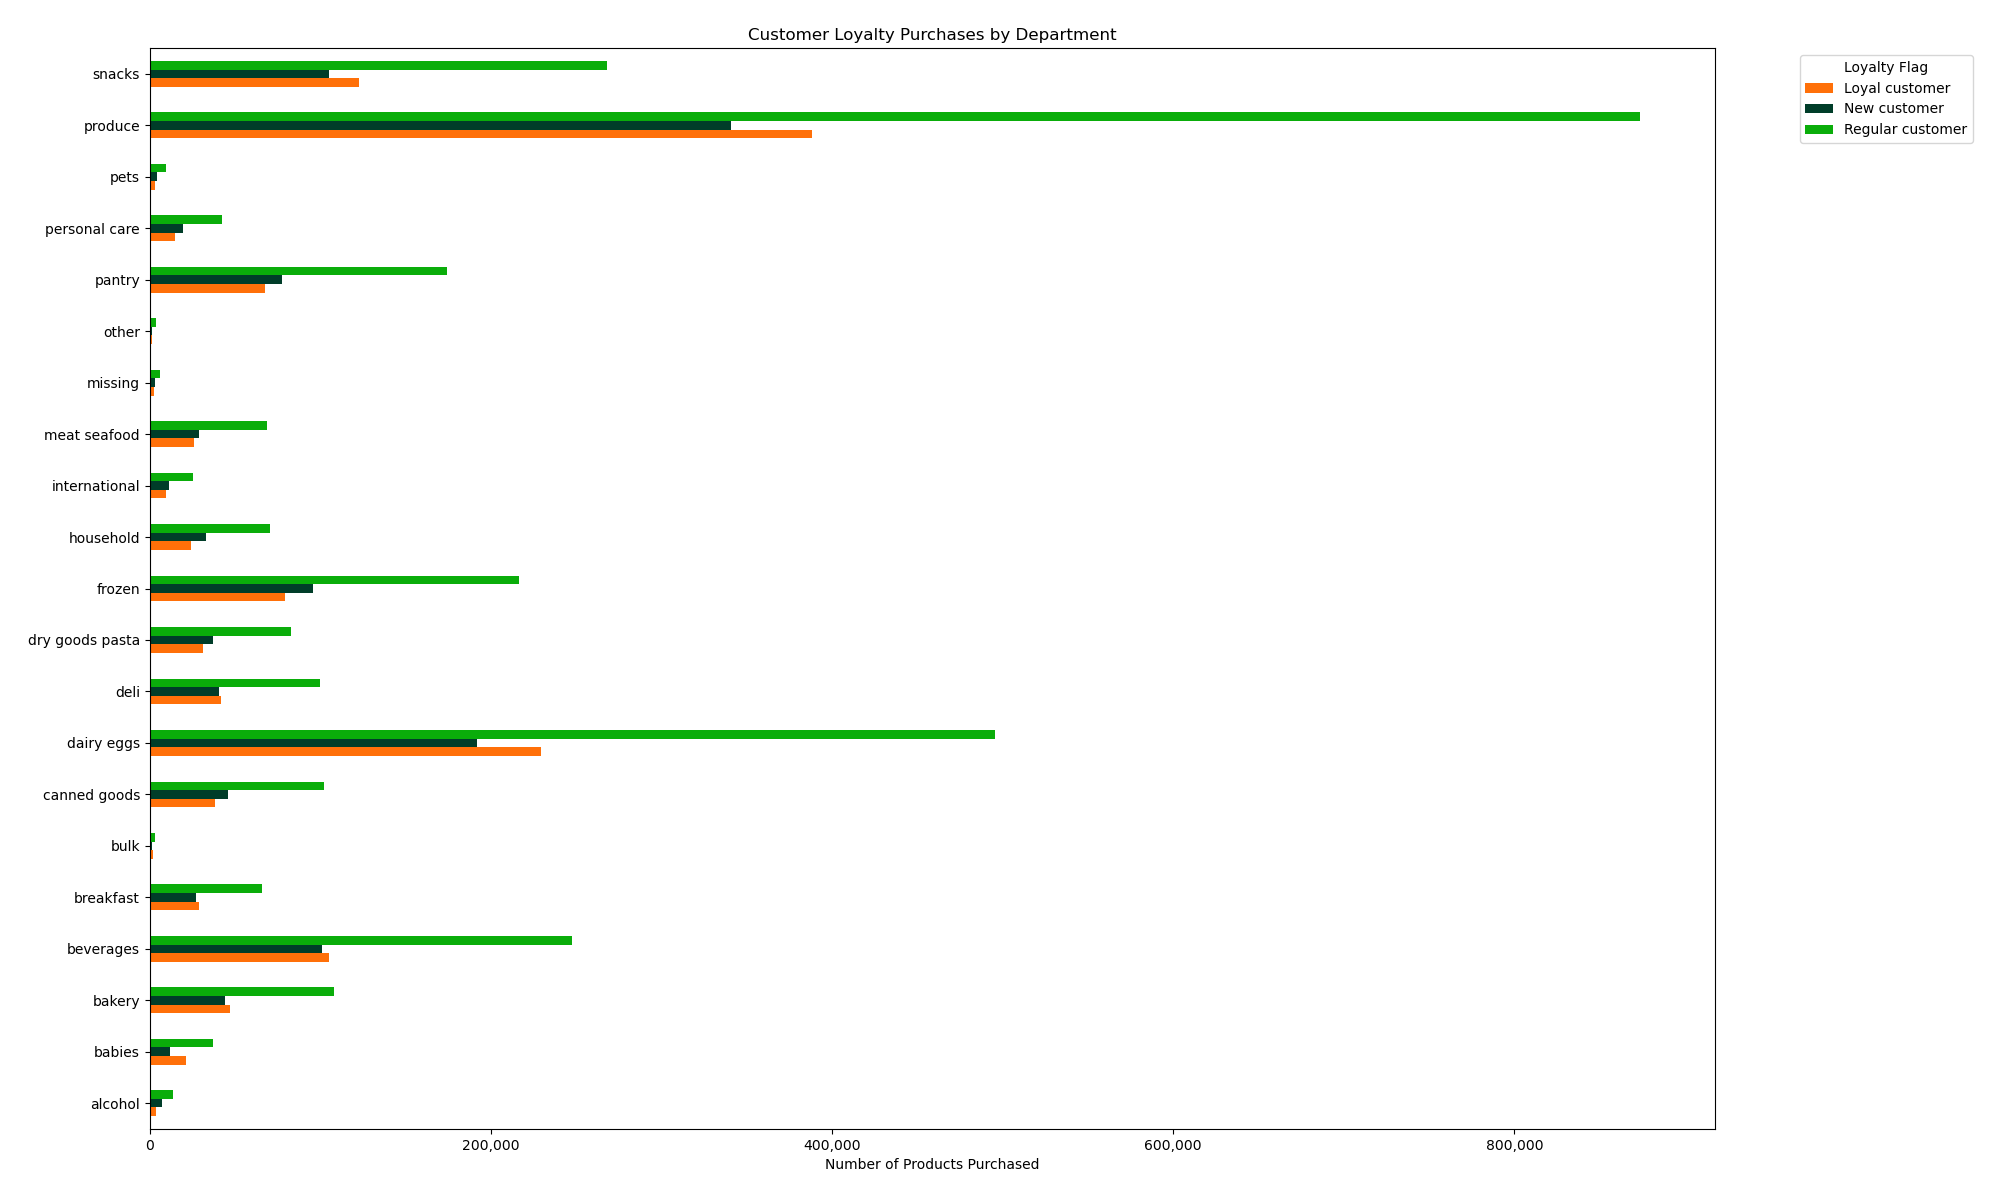 Customer Loyalty Purchases by Department
snacks
produce
pets
personal care
pantry
other
missing
meat seafood
international
household
frozen
dry goods pasta
deli
dairy eggs
canned goods
bulk
breakfast
beverages
bakery
babies
alcohol
0 200,000 400,000 600,000 800,000
Number of Products Purchased
Loyalty Flag
Loyal customer
New customer
Regular customer